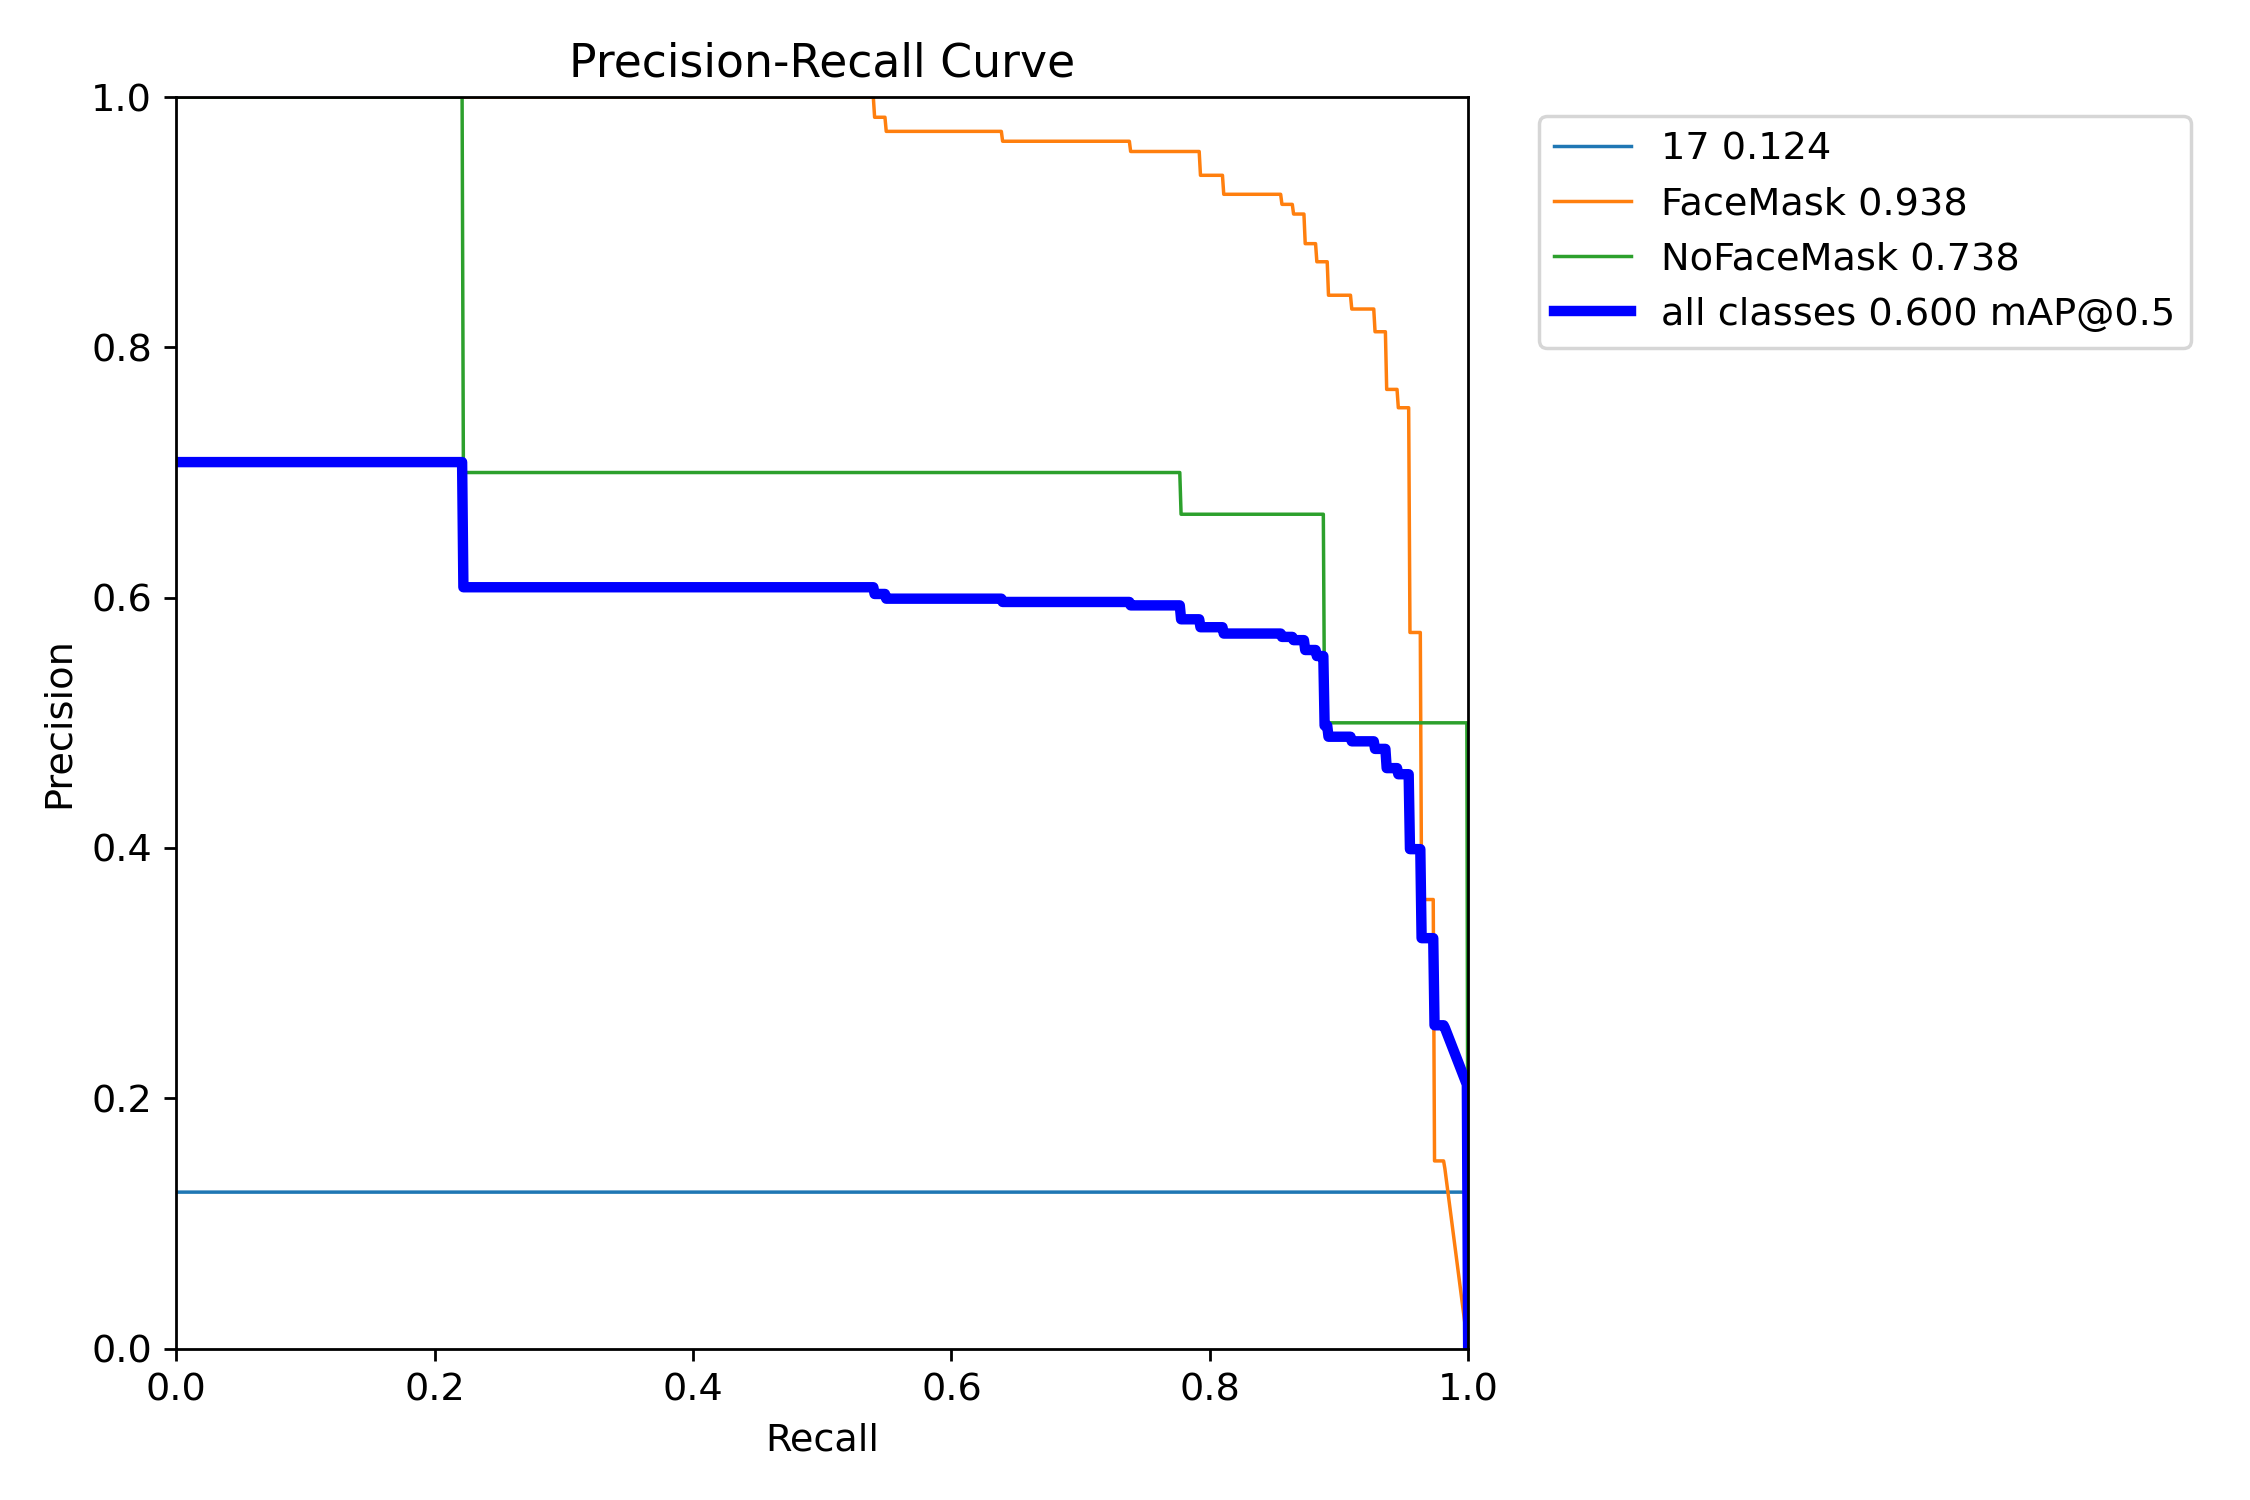 Precision-Recall Curve
1.0
0.8
0.6
0.4
0.2
0.0
Precision
0.0 0.2 0.4 0.6 0.8 1.0
Recall
17 0.124
FaceMask 0.938
NoFaceMask 0.738
all classes 0.600 mAP@0.5